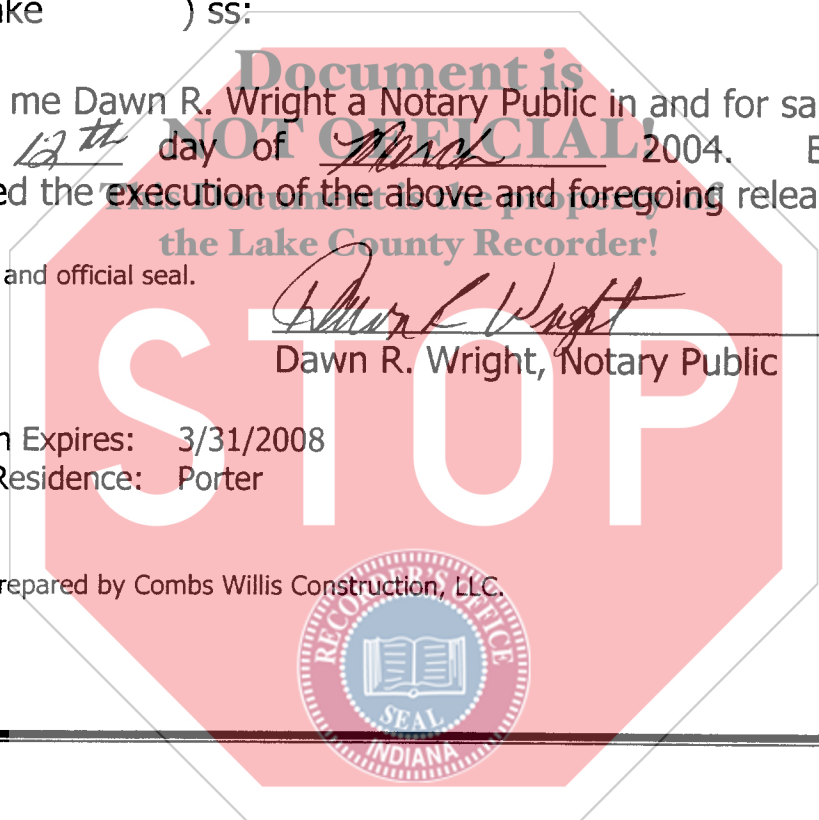 ake ) ss:
Document is
me Dawn R. Wright a Notary Public in and for sa
12th day of March 2004. E
NOT OFFICIAL!
ed the execution of the above and foregoing relea
This Document is the property of
the Lake County Recorder!
and official seal.
Dawn R Wright
Dawn R. Wright, Notary Public
STOP
n Expires: 3/31/2008
Residence: Porter
repared by Combs Willis Construction, LLC.
RECORDER'S OFFICE
SEAL
INDIANA